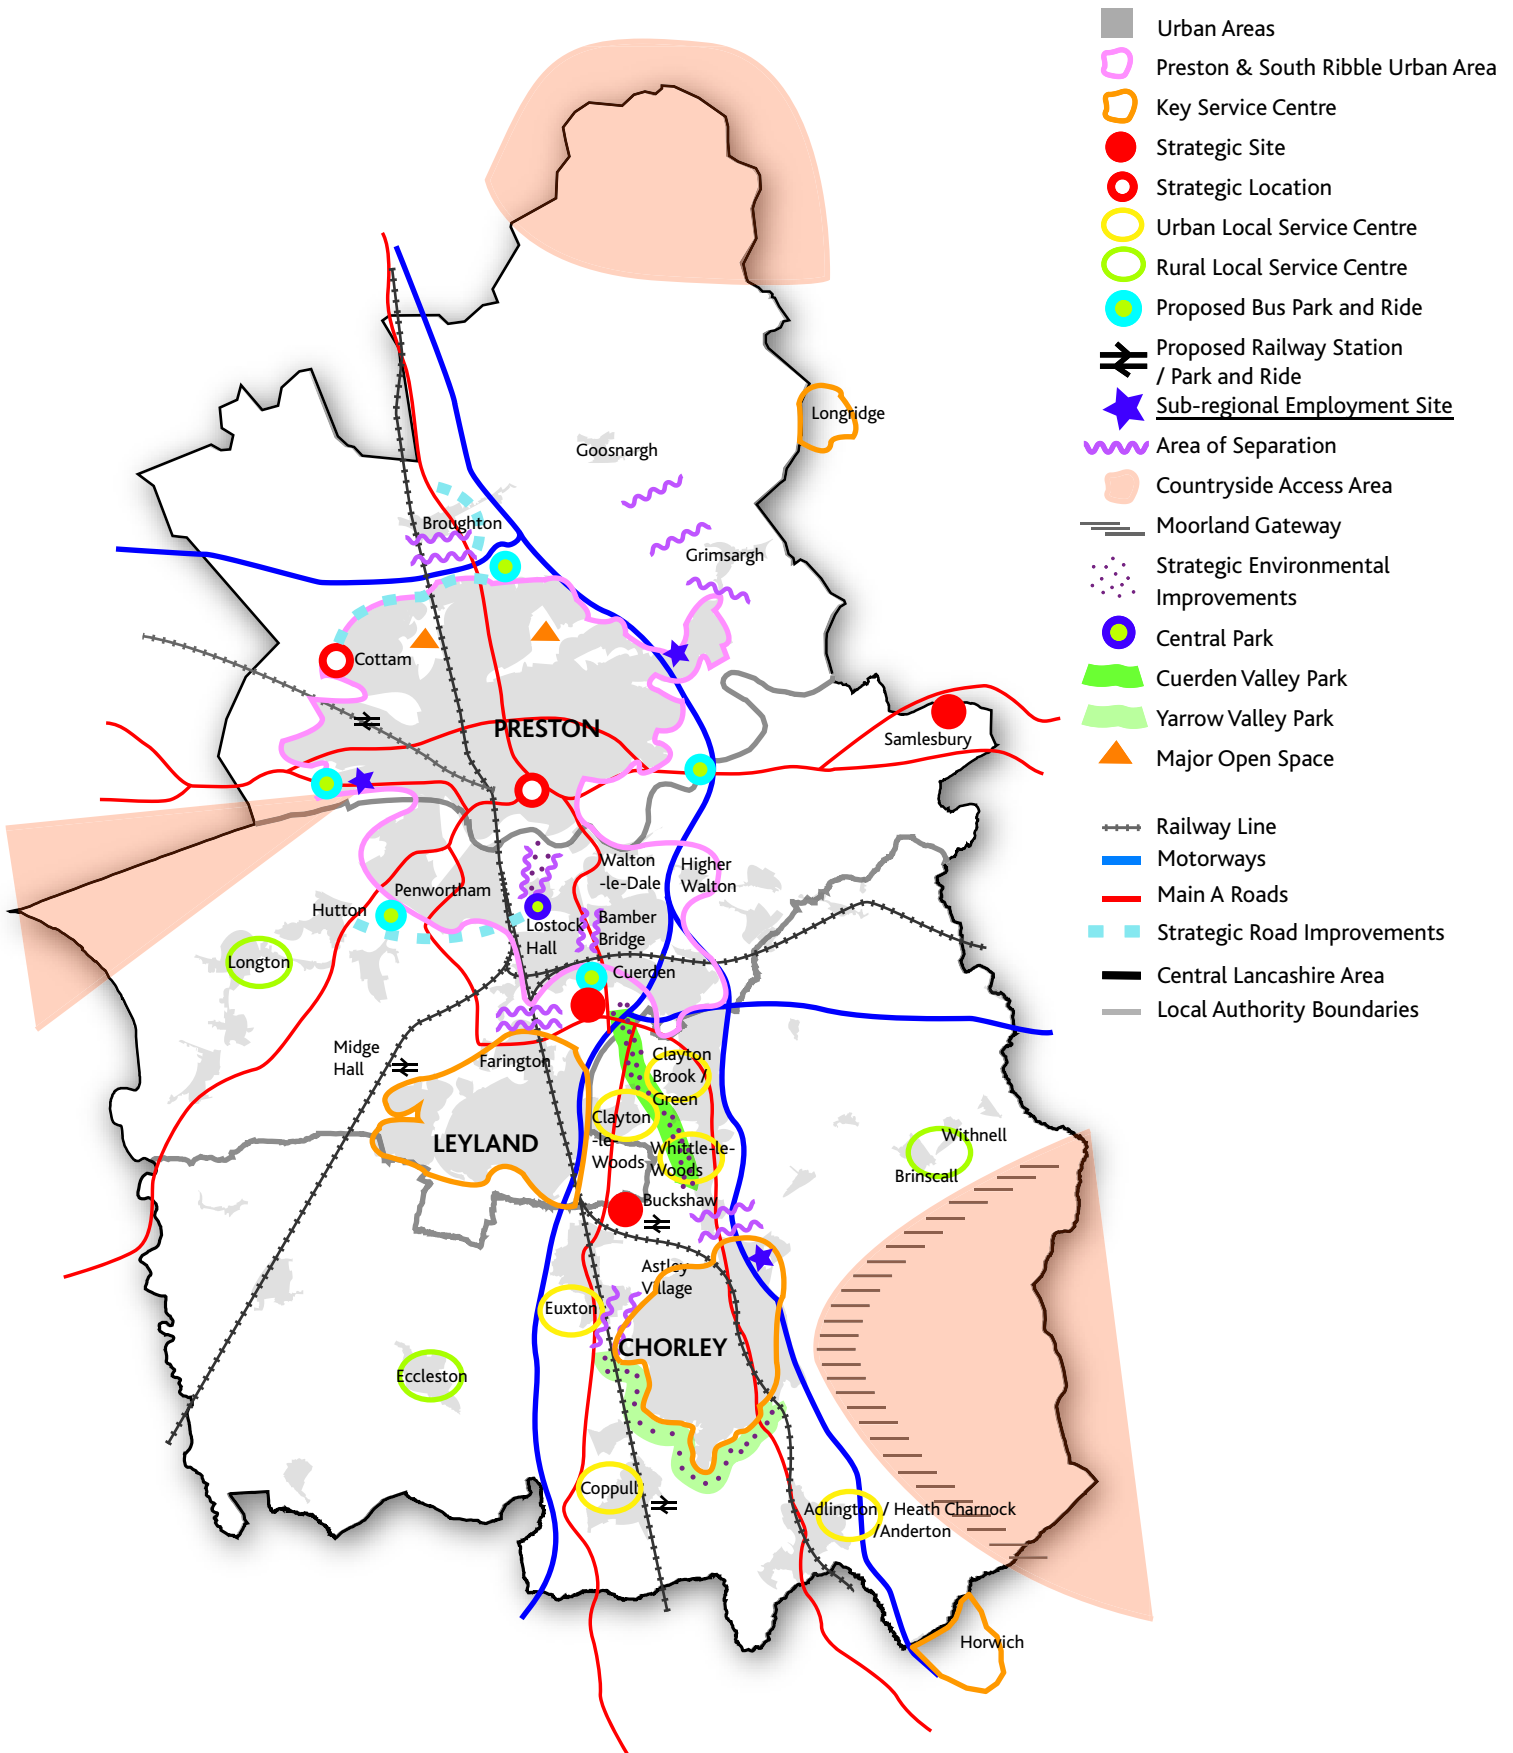 Urban Areas
Preston & South Ribble Urban Area
Key Service Centre
Strategic Site
Strategic Location
Urban Local Service Centre
Rural Local Service Centre
Proposed Bus Park and Ride
Proposed Railway Station
/ Park and Ride
Sub-regional Employment Site
Area of Separation
Countryside Access Area
Moorland Gateway
Strategic Environmental
Improvements
Central Park
Cuerden Valley Park
Yarrow Valley Park
Major Open Space
Railway Line
Motorways
Main A Roads
Strategic Road Improvements
Central Lancashire Area
Local Authority Boundaries
Longridge
Goosnargh
Broughton
Grimsargh
Cottam
PRESTON
Samlesbury
Walton
-le-Dale
Higher
Walton
Penwortham
Hutton
Lostock
Hall
Bamber
Bridge
Longton
Cuerden
Midge
Hall
Farington
Clayton
Brook /
Green
Clayton
-le-
Woods
LEYLAND
Whittle-le-
Woods
Withnell
Brinscall
Buckshaw
Astley
Village
Euxton
CHORLEY
Eccleston
Coppull
Adlington / Heath Charnock
/Anderton
Horwich